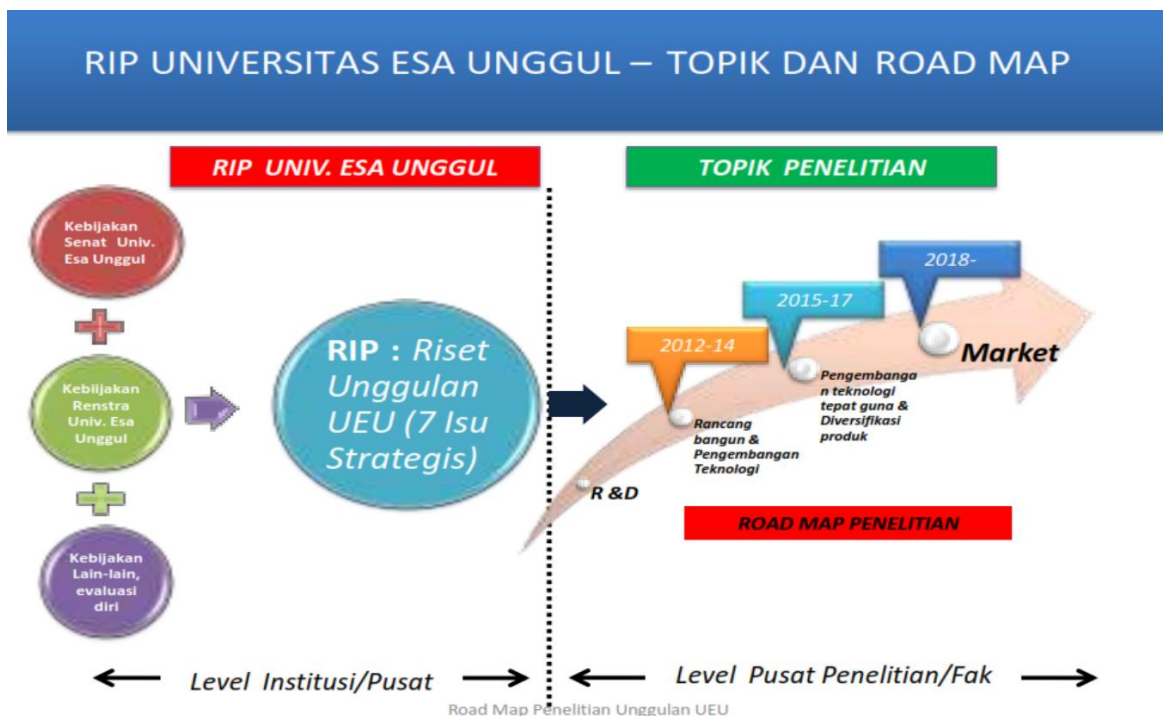 RIP UNIVERSITAS ESA UNGGUL – TOPIK DAN ROAD MAP
RIP UNIV. ESA UNGGUL
TOPIK PENELITIAN
Kebijakan
Senat Univ.
Esa Unggul
Kebiijakan
Renstra
Univ. Esa
Unggul
Kebijakan
Lain-lain,
evaluasi
diri
RIP : Riset
Unggulan
UEU (7 Isu
Strategis)
R &D
2012-14
Rancang
bangun &
Pengembangan
Teknologi
2015-17
Pengembanga
n teknologi
tepat guna &
Diversifikasi
produk
2018-
Market
ROAD MAP PENELITIAN
Level Institusi/Pusat
Level Pusat Penelitian/Fak
Road Map Penelitian Unggulan UEU